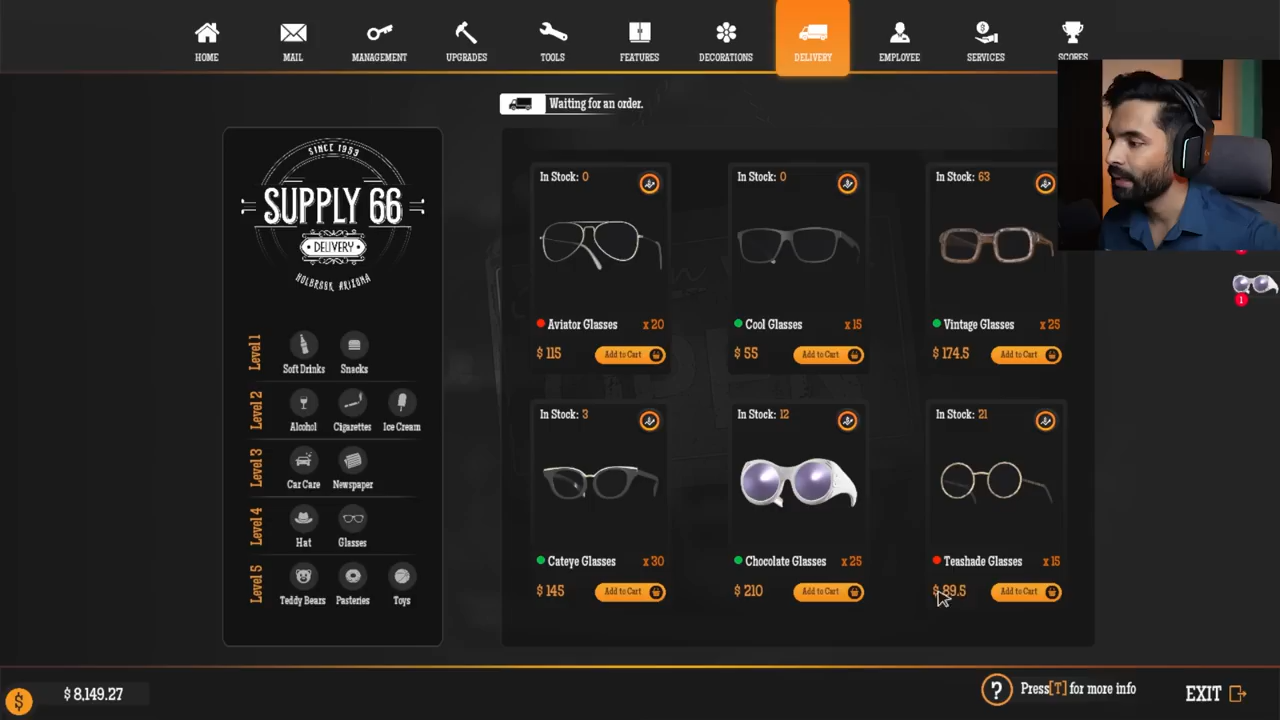 HOME
MAIL
MANAGEMENT
UPGRADES
TOOLS
FEATURES
DECORATIONS
DELIVERY
EMPLOYEE
SERVICES
SCORES
Waiting for an order.
SINCE 1953
SUPPLY 66
DELIVERY
HOLBROOK, ARIZONA
Level 1
Soft Drinks
Snacks
Level 2
Alcohol
Cigarettes
Ice Cream
Level 3
Car Care
Newspaper
Level 4
Hat
Glasses
Level 5
Teddy Bears
Pasteries
Toys
In Stock: 0
Aviator Glasses x 20
$ 115 Add to Cart
In Stock: 0
Cool Glasses x 15
$ 55 Add to Cart
In Stock: 63
Vintage Glasses x 25
$ 174.5 Add to Cart
In Stock: 3
Cateye Glasses x 30
$ 145 Add to Cart
In Stock: 12
Chocolate Glasses x 25
$ 210 Add to Cart
In Stock: 21
Teashade Glasses x 15
$ 89.5 Add to Cart
1
$ $ 8,149.27
? Press[T] for more info
EXIT